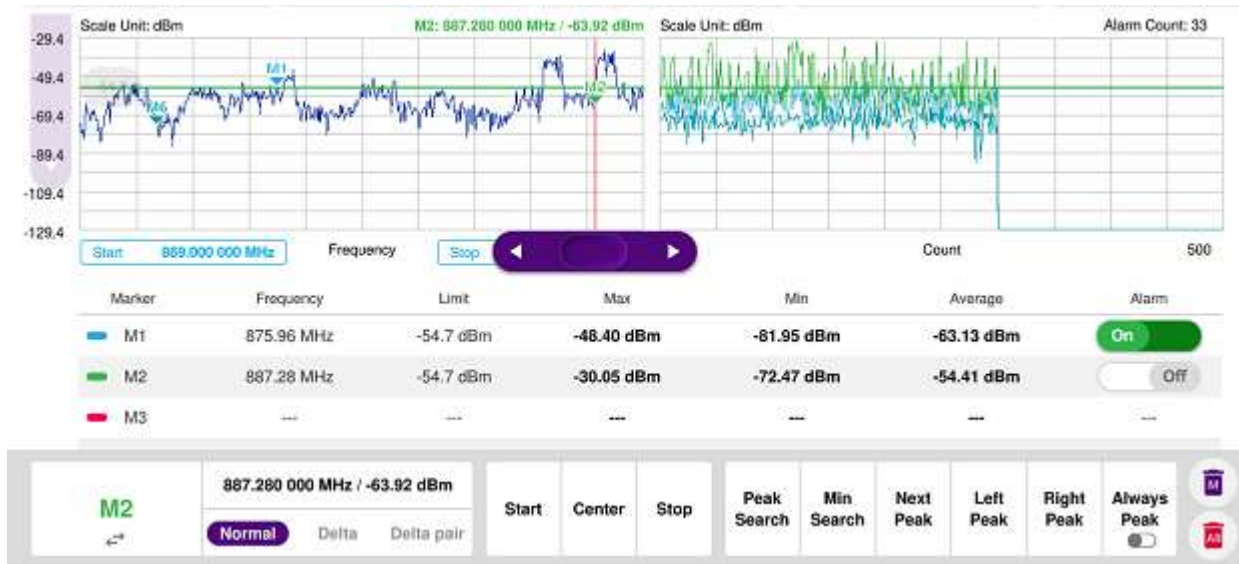 Scale Unit: dBm M2: 887.280 000 MHz / -63.92 dBm Scale Unit: dBm Alarm Count: 33
-29.4
M1
-49.4
M6
-69.4
-89.4
-109.4
-129.4
Start 869.000 000 MHz Frequency Stop Count 500
Marker Frequency Limit Max Min Average Alarm
M1 875.96 MHz -54.7 dBm -48.40 dBm -81.95 dBm -63.13 dBm On
M2 887.28 MHz -54.7 dBm -30.05 dBm -72.47 dBm -54.41 dBm Off
M3 --- --- --- --- --- ---
887.280 000 MHz / -63.92 dBm
M2 Start Center Stop Peak Search Min Search Next Peak Left Peak Right Peak Always Peak M
Normal Delta Delta pair All